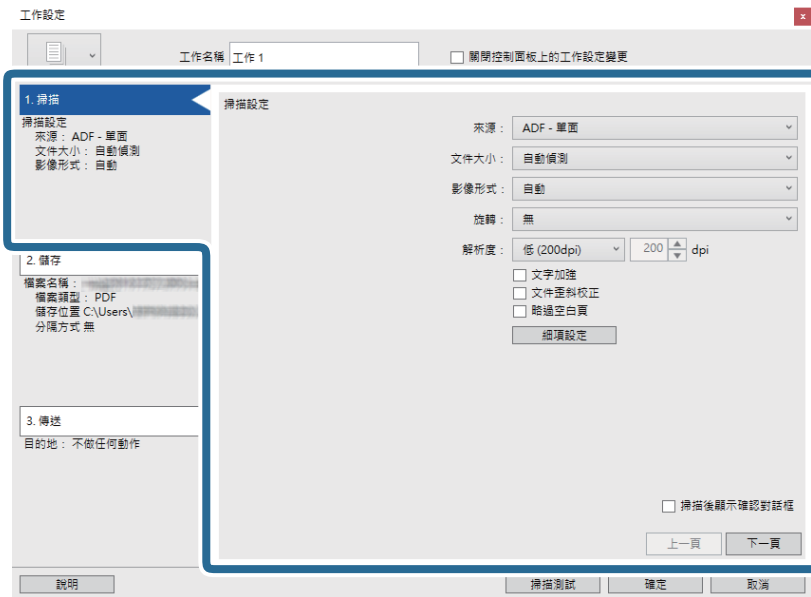 工作設定
工作名稱 工作 1
關閉控制面板上的工作設定變更
1. 掃描
掃描設定
來源： ADF - 單面
文件大小： 自動偵測
影像形式： 自動
2. 儲存
檔案名稱：
檔案類型： PDF
儲存位置 C:\Users\
分隔方式 無
3. 傳送
目的地： 不做任何動作
掃描設定
來源： ADF - 單面
文件大小： 自動偵測
影像形式： 自動
旋轉： 無
解析度： 低 (200dpi) 200 dpi
文字加強
文件歪斜校正
略過空白頁
細項設定
掃描後顯示確認對話框
上一頁 下一頁
說明 掃描測試 確定 取消